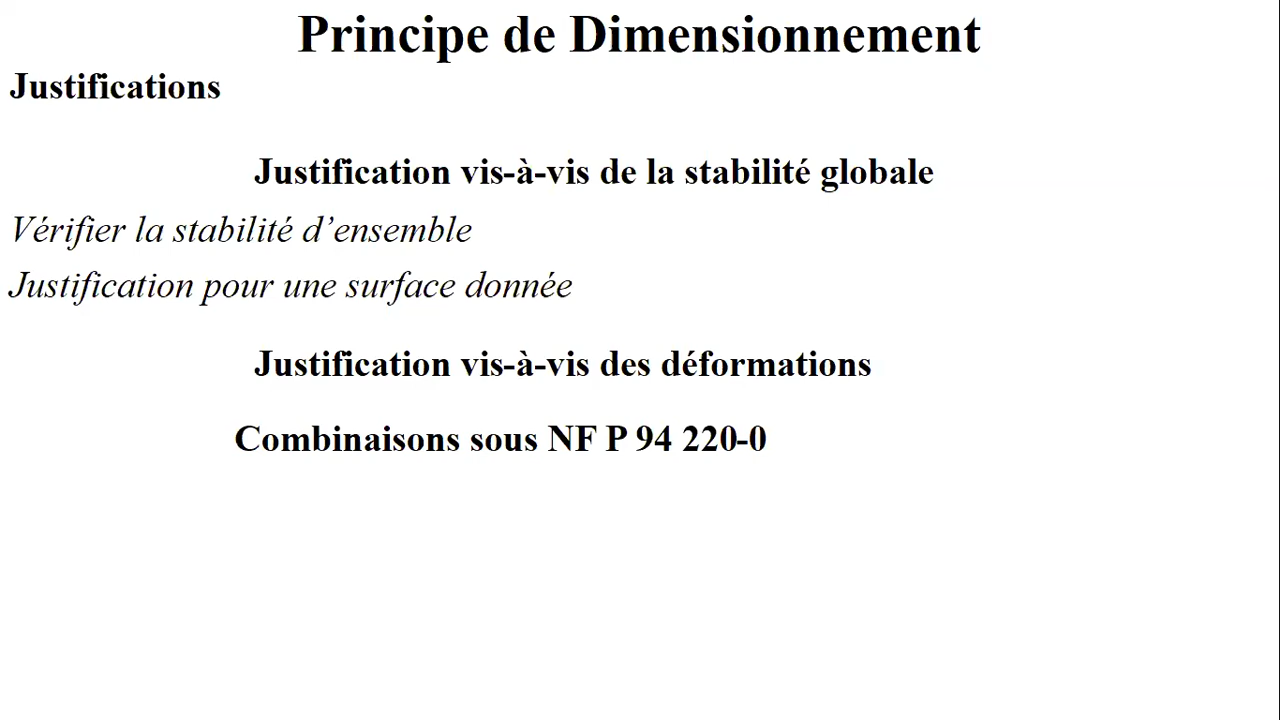 Principe de Dimensionnement
Justifications
Justification vis-à-vis de la stabilité globale
Vérifier la stabilité d’ensemble
Justification pour une surface donnée
Justification vis-à-vis des déformations
Combinaisons sous NF P 94 220-0